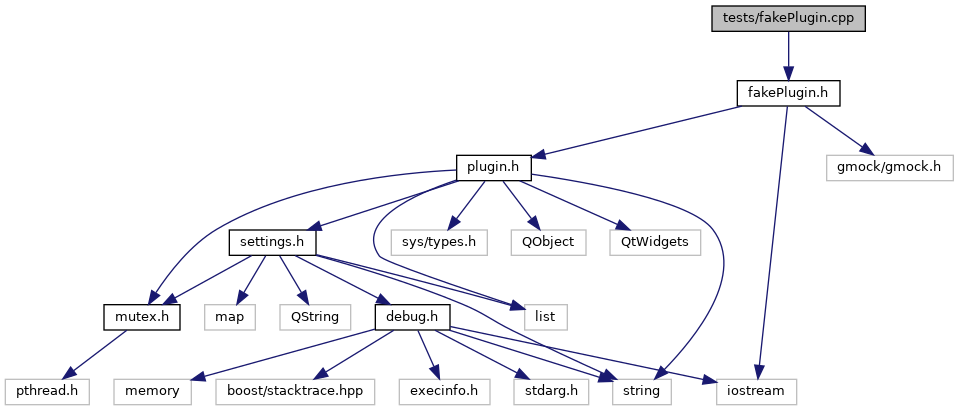 tests/fakePlugin.cpp
fakePlugin.h
plugin.h
gmock/gmock.h
settings.h
sys/types.h
QObject
QtWidgets
mutex.h
map
QString
debug.h
list
pthread.h
memory
boost/stacktrace.hpp
execinfo.h
stdarg.h
string
iostream